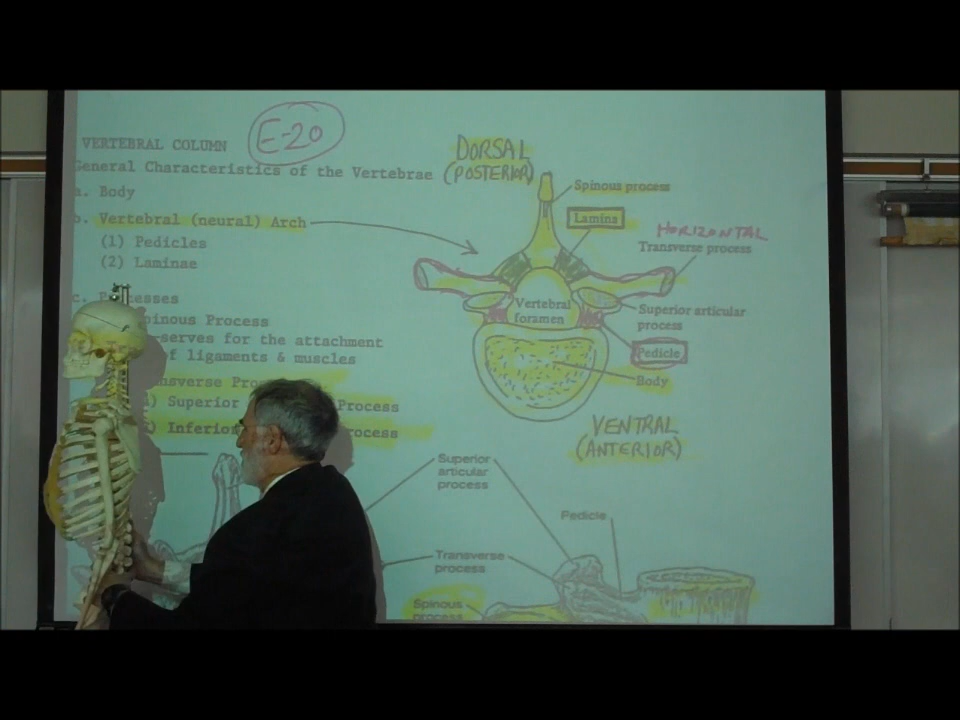 E-20
VERTEBRAL COLUMN
General Characteristics of the Vertebrae
a. Body
b. Vertebral (neural) Arch
(1) Pedicles
(2) Laminae
c.
Spinous Process
serves for the attachment
of ligaments & muscles
Transverse
Superior Process
Inferior Process
DORSAL
(POSTERIOR)
Spinous process
Lamina
HORIZONTAL
Transverse process
Vertebral
foramen
Superior articular
process
Pedicle
Body
VENTRAL
(ANTERIOR)
Superior
articular
process
Pedicle
Transverse
process
Spinous
process